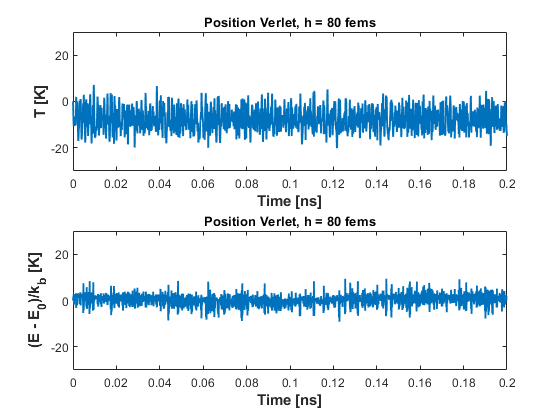 Position Verlet, h = 80 fems
T [K]
20
0
-20
0 0.02 0.04 0.06 0.08 0.1 0.12 0.14 0.16 0.18 0.2
Time [ns]
Position Verlet, h = 80 fems
(E - E_0)/k_b [K]
20
0
-20
0 0.02 0.04 0.06 0.08 0.1 0.12 0.14 0.16 0.18 0.2
Time [ns]